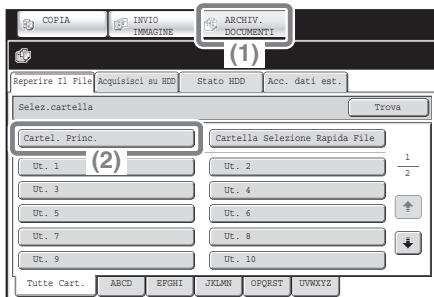 COPIA
INVIO
IMMAGINE
ARCHIV.
DOCUMENTI
(1)
Reperire Il File Acquisisci su HDD Stato HDD Acc. dati est.
Selez.cartella Trova
Cartel. Princ. Cartella Selezione Rapida File
(2)
Ut. 1 Ut. 2
1
2
Ut. 3 Ut. 4
Ut. 5 Ut. 6
Ut. 7 Ut. 8
Ut. 9 Ut. 10
Tutte Cart. ABCD EFGHI JKLMN OPQRST UVWXYZ